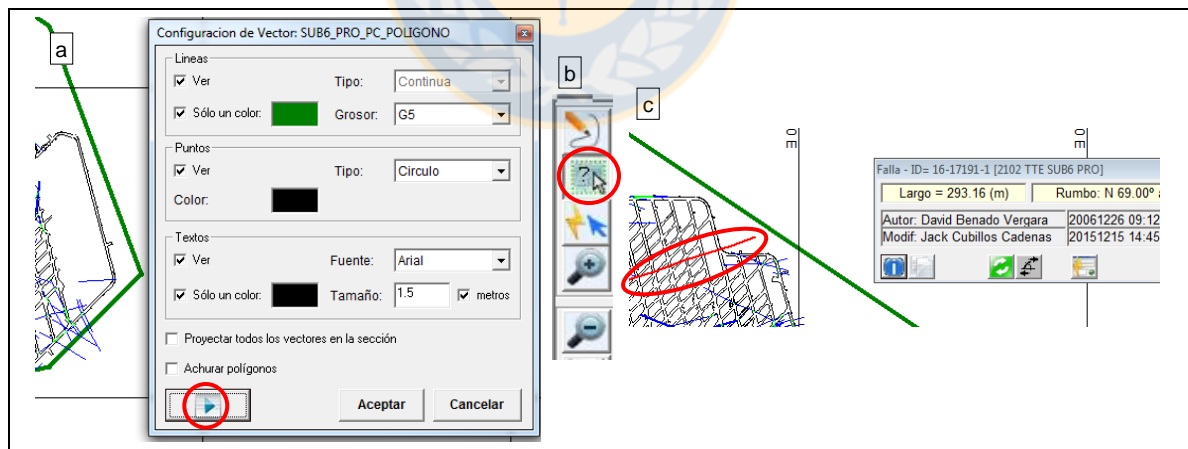 a
Configuracion de Vector: SUB6_PRO_PC_POLIGONO
Lineas
Ver Tipo: Continua
Sólo un color: Grosor: G5
Puntos
Ver Tipo: Circulo
Color:
Textos
Ver Fuente: Arial
Sólo un color: Tamaño: 1.5 metros
Proyectar todos los vectores en la sección
Achurar polígonos
Aceptar Cancelar
b
?
c
0 E
0 E
Falla - ID= 16-17191-1 [2102 TTE SUB6 PRO]
Largo = 293.16 (m) Rumbo: N 69.00º
Autor: David Benado Vergara 20061226 09:12
Modif: Jack Cubillos Cadenas 20151215 14:45